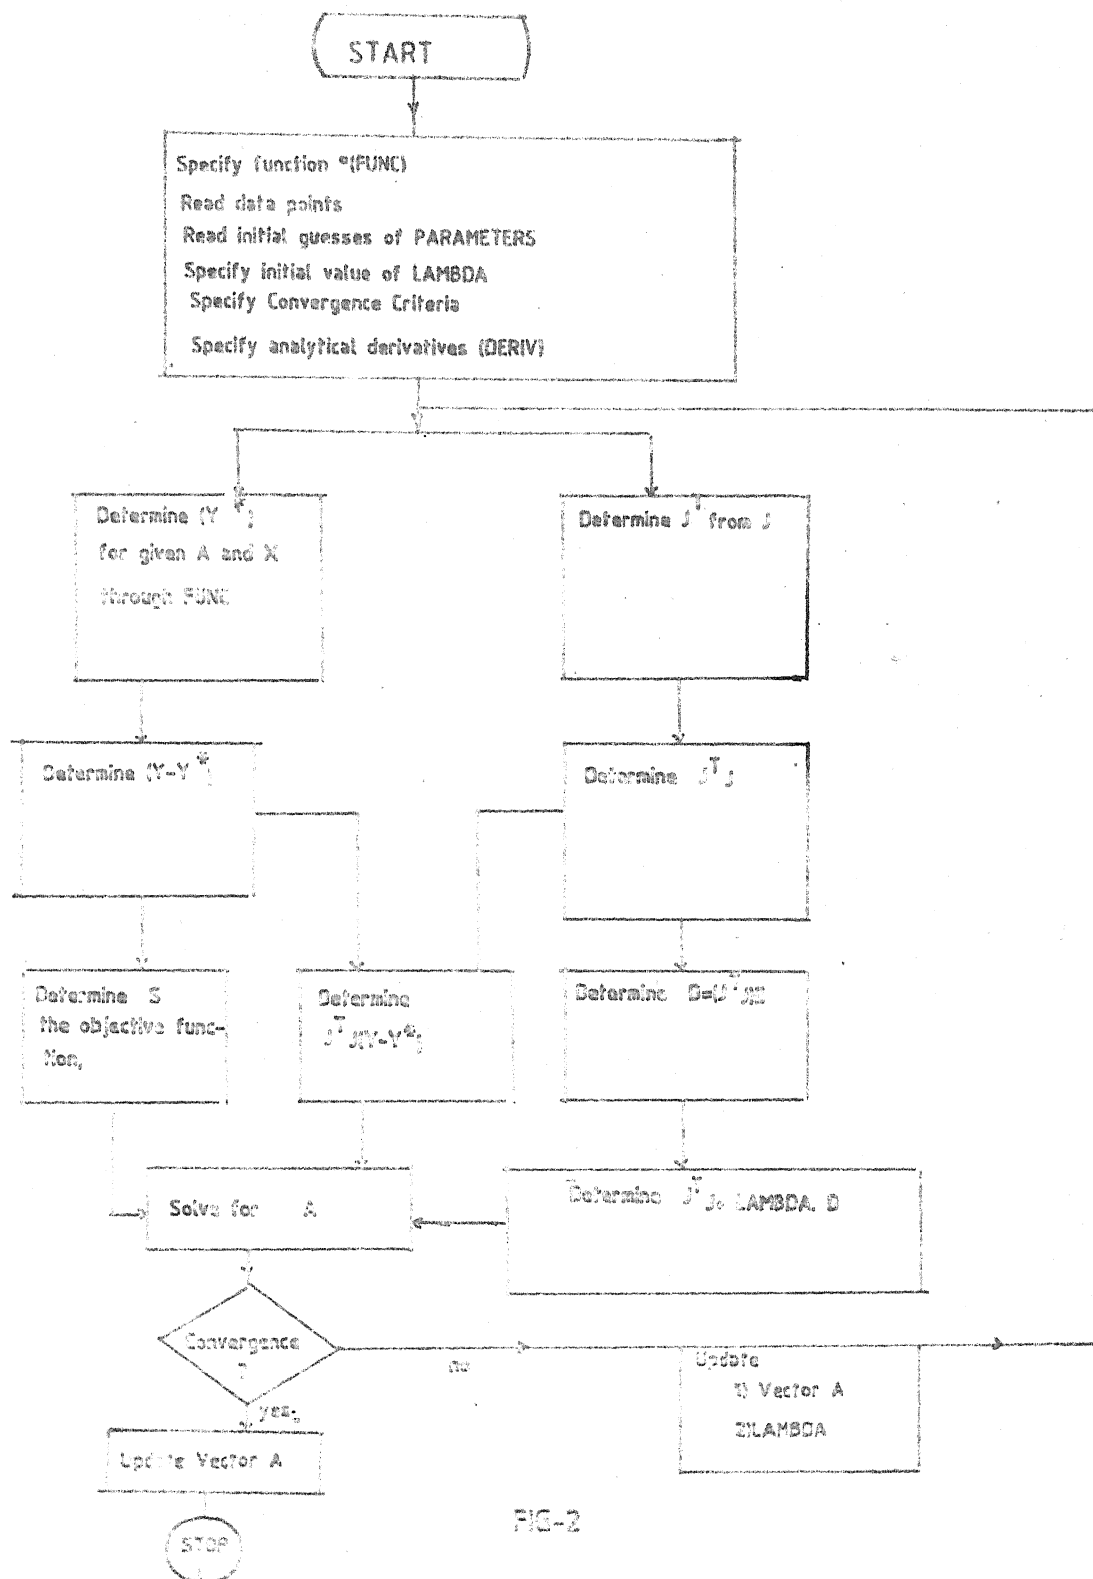 START
Specify function *(FUNC)
Read data points
Read initial guesses of PARAMETERS
Specify initial value of LAMBDA
Specify Convergence Criteria
Specify analytical derivatives (DERIV)
Determine (Y*)
for given A and X
through FUNC
Determine J^T from J
Determine (Y-Y*)
Determine J^T J
Determine S
the objective func-
tion,
Determine
J^T J(Y-Y*)
Determine D=(J^T J)
Solve for A
Determine J^T J+ LAMBDA. D
Convergence
?
no
Update
1) Vector A
2)LAMBDA
yes
Update Vector A
STOP
FIG-2